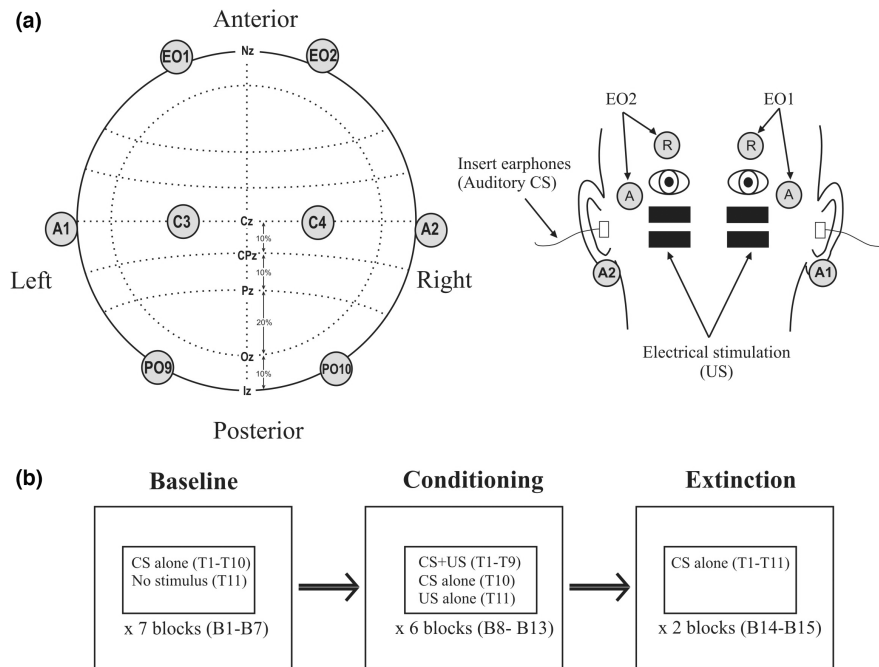 (a)
Anterior
Nz
EO1
EO2
A1
C3
Cz
C4
A2
10%
CPz
10%
Pz
20%
Oz
10%
Iz
PO9
PO10
Left
Right
Posterior
EO2
EO1
R
R
Insert earphones
(Auditory CS)
A
A
A2
A1
Electrical stimulation
(US)
(b)
Baseline
CS alone (T1-T10)
No stimulus (T11)
x 7 blocks (B1-B7)
Conditioning
CS+US (T1-T9)
CS alone (T10)
US alone (T11)
x 6 blocks (B8- B13)
Extinction
CS alone (T1-T11)
x 2 blocks (B14-B15)